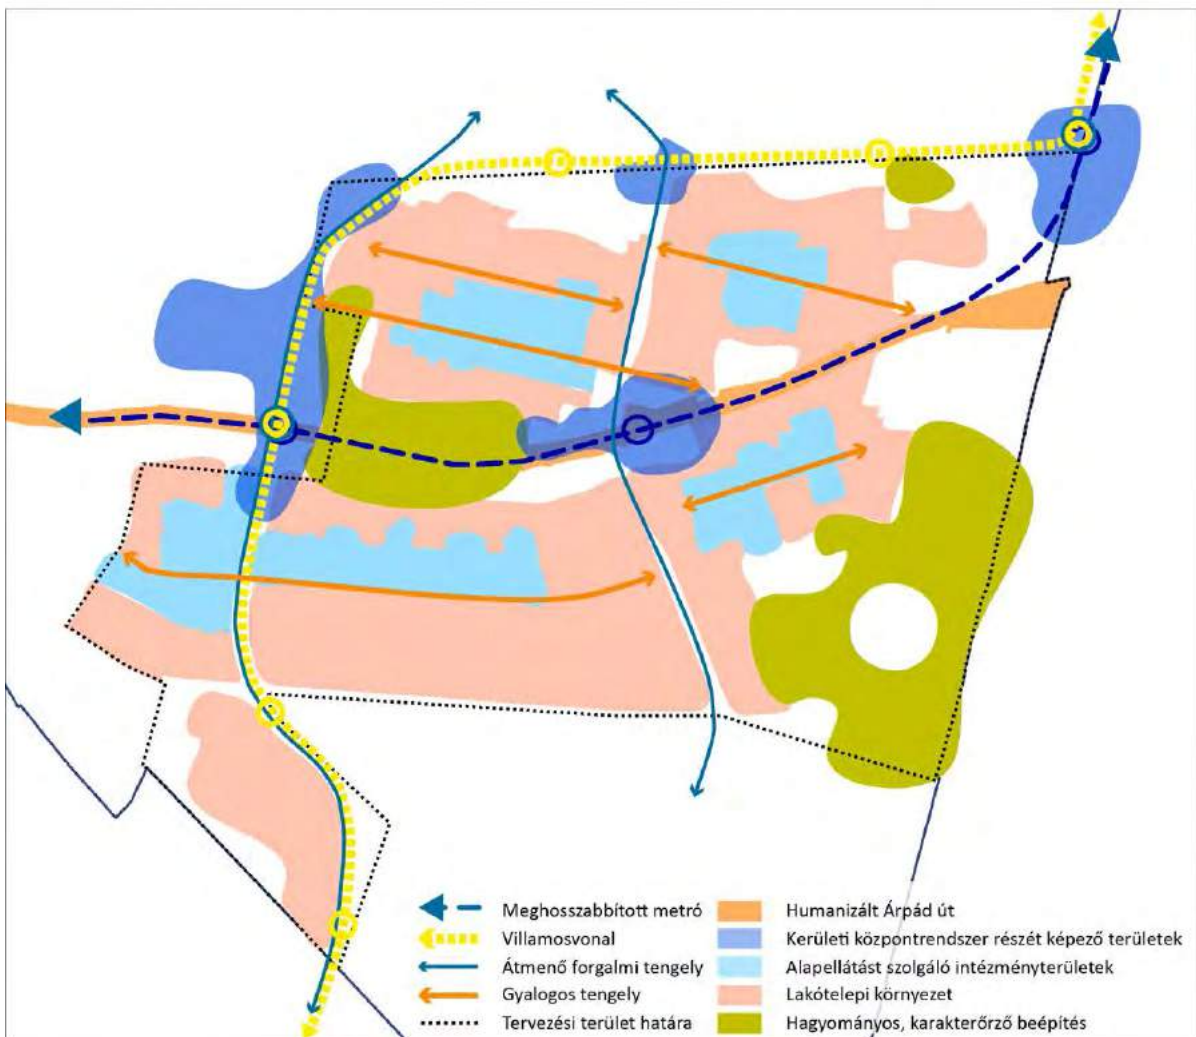 Meghosszabbított metró
Villamosvonal
Átmenő forgalmi tengely
Gyalogos tengely
Tervezési terület határa
Humanizált Árpád út
Kerületi központrendszer részét képező területek
Alapellátást szolgáló intézményterületek
Lakótelepi környezet
Hagyományos, karakterőrző beépítés